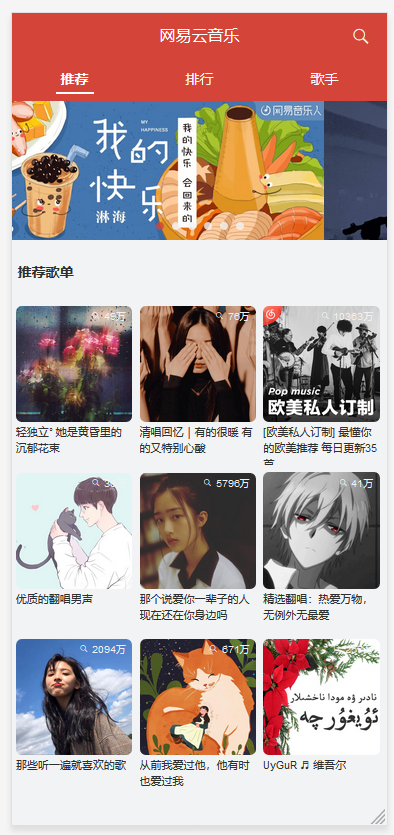 网易云音乐
推荐
排行
歌手
网易音乐人
我的
快乐
MY
HAPPINESS
我的快乐 会回来的
淋海
推荐歌单
49万
76万
10363万
Pop music
欧美私人订制
轻独立° 她是黄昏里的
沉郁花束
清唱回忆 | 有的很暖 有
的又特别心酸
[欧美私人订制] 最懂你
的欧美推荐 每日更新35
首
5796万
41万
优质的翻唱男声
那个说爱你一辈子的人
现在还在你身边吗
精选翻唱：热爱万物，
无例外无最爱
2094万
671万
نادىر ۋە مودا ناخشىلار
ئۇيغۇرچە
那些听一遍就喜欢的歌
从前我爱过他，他有时
也爱过我
UyGuR ♫ 维吾尔